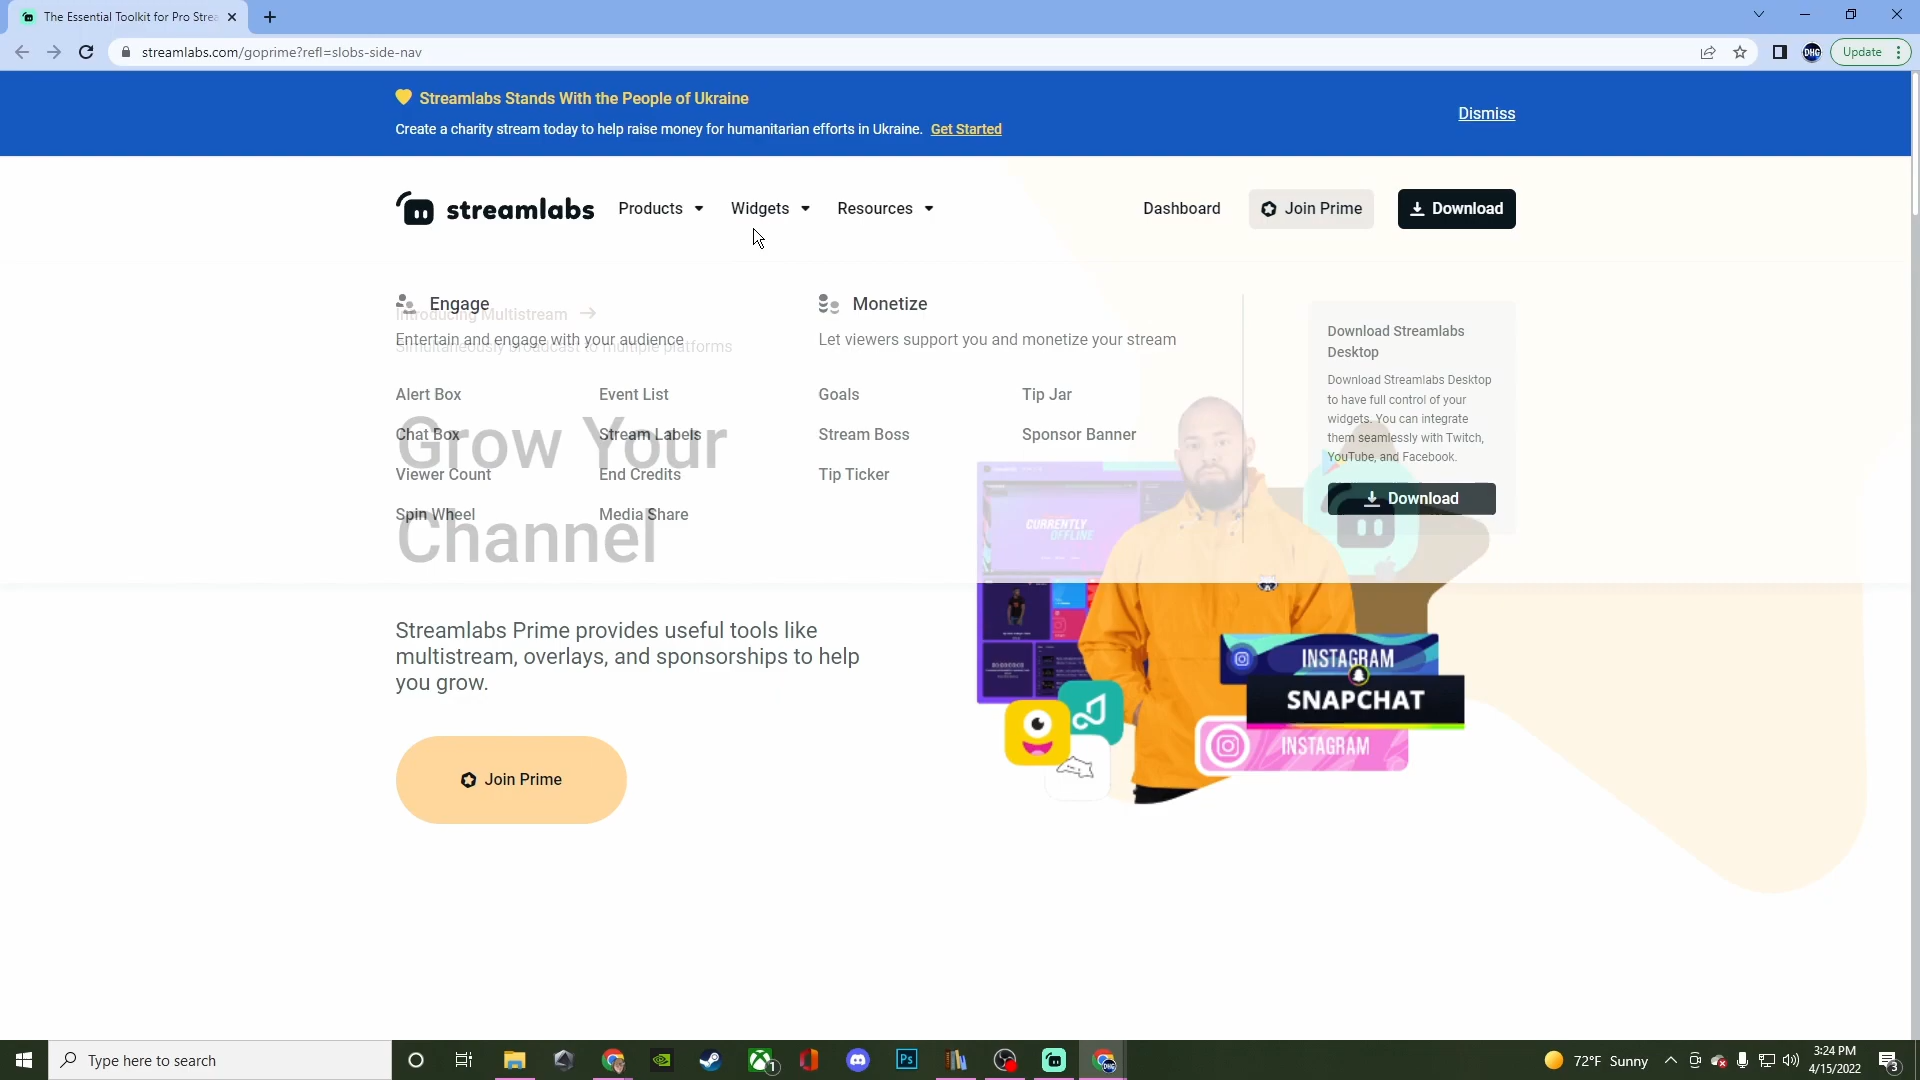 The Essential Toolkit for Pro Strea
streamlabs.com/goprime?refl=slobs-side-nav
DHG
Update
Streamlabs Stands With the People of Ukraine
Create a charity stream today to help raise money for humanitarian efforts in Ukraine. Get Started
Dismiss
streamlabs
Products
Widgets
Resources
Dashboard
Join Prime
Download
Engage
Introducing Multistream
Entertain and engage with your audience
Simultaneously broadcast to multiple platforms
Alert Box
Event List
Chat Box
Stream Labels
Viewer Count
End Credits
Spin Wheel
Media Share
Monetize
Let viewers support you and monetize your stream
Goals
Tip Jar
Stream Boss
Sponsor Banner
Tip Ticker
Download Streamlabs
Desktop
Download Streamlabs Desktop
to have full control of your
widgets. You can integrate
them seamlessly with Twitch,
YouTube, and Facebook.
Download
Grow Your
Channel
CURRENTLY
OFFLINE
Streamlabs Prime provides useful tools like
multistream, overlays, and sponsorships to help
you grow.
Join Prime
INSTAGRAM
SNAPCHAT
INSTAGRAM
Type here to search
1
Ps
DHG
72°F Sunny
3:24 PM
4/15/2022
3